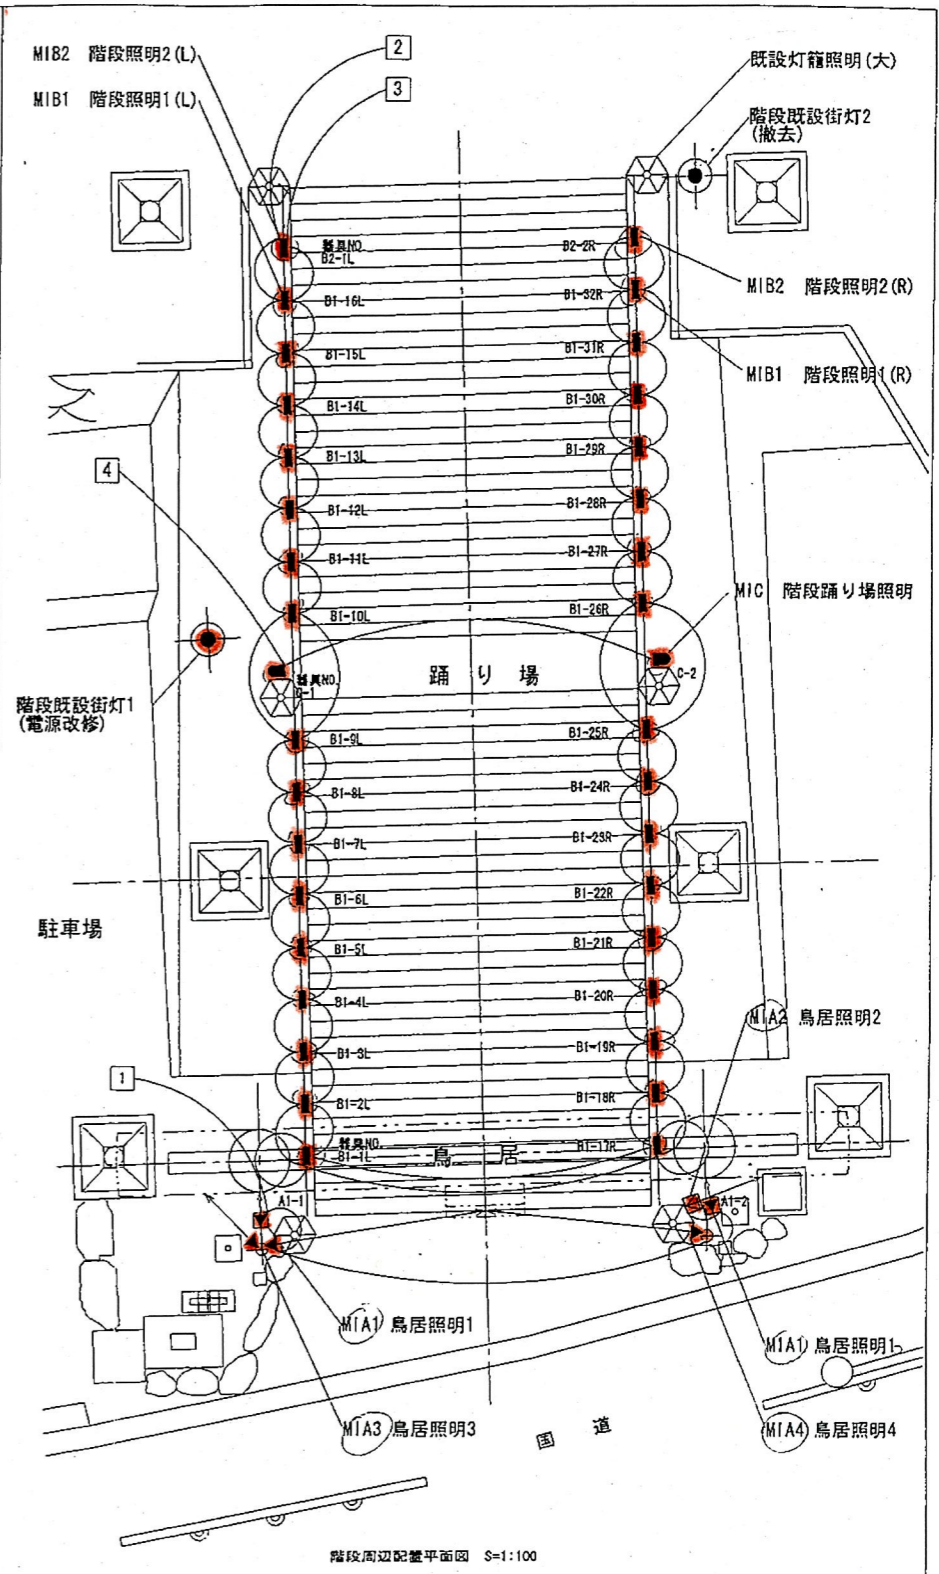 MIB2 階段照明2(L)
MIB1 階段照明1(L)
2
3
既設灯籠照明(大)
階段既設街灯2
(撤去)
器具NO.
B2-1L
B2-2R
MIB2 階段照明2(R)
B1-16L
B1-32R
B1-15L
B1-31R
MIB1 階段照明1(R)
B1-14L
B1-30R
B1-13L
B1-29R
4
B1-12L
B1-28R
B1-11L
B1-27R
B1-10L
B1-26R
MIC 階段踊り場照明
踊り場
器具NO.
C-1
C-2
階段既設街灯1
(電源改修)
B1-9L
B1-25R
B1-8L
B1-24R
B1-7L
B1-23R
B1-6L
B1-22R
駐車場
B1-5L
B1-21R
B1-4L
B1-20R
MIA2 鳥居照明2
B1-3L
B1-19R
1
B1-2L
B1-18R
器具NO.
B1-1L
鳥居
B1-17R
A1-1
A1-2
MIA1 鳥居照明1
MIA1 鳥居照明1
MIA3 鳥居照明3
国道
MIA4 鳥居照明4
階段周辺配置平面図 S=1:100